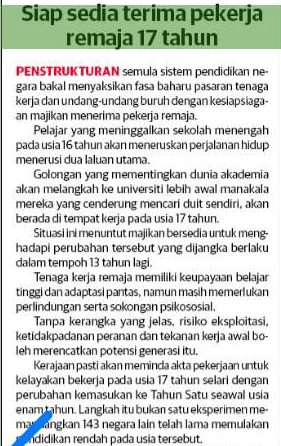 Siap sedia terima pekerja
remaja 17 tahun
PENSTRUKTURAN semula sistem pendidikan ne-
gara bakal menyaksikan fasa baharu pasaran tenaga
kerja dan undang-undang buruh dengan kesiapsiaga-
an majikan menerima pekerja remaja.
Pelajar yang meninggalkan sekolah menengah
pada usia 16 tahun akan meneruskan perjalanan hidup
menerusi dua laluan utama.
Golongan yang mementingkan dunia akademia
akan melangkah ke universiti lebih awal manakala
mereka yang cenderung mencari duit sendiri, akan
berada di tempat kerja pada usia 17 tahun.
Situasi ini menuntut majikan bersedia untuk meng-
hadapi perubahan tersebut yang dijangka berlaku
dalam tempoh 13 tahun lagi.
Tenaga kerja remaja memiliki keupayaan belajar
tinggi dan adaptasi pantas, namun masih memerlukan
perlindungan serta sokongan psikososial.
Tanpa kerangka yang jelas, risiko eksploitasi,
ketidakpadanan peranan dan tekanan kerja awal bo-
leh merencatkan potensi generasi itu.
Kerajaan pasti akan meminda akta pekerjaan untuk
kelayakan bekerja pada usia 17 tahun selari dengan
perubahan kemasukan ke Tahun Satu seawal usia
enam tahun. Langkah itu bukan satu eksperimen me-
mandangkan 143 negara lain telah lama memulakan
pendidikan rendah pada usia tersebut.